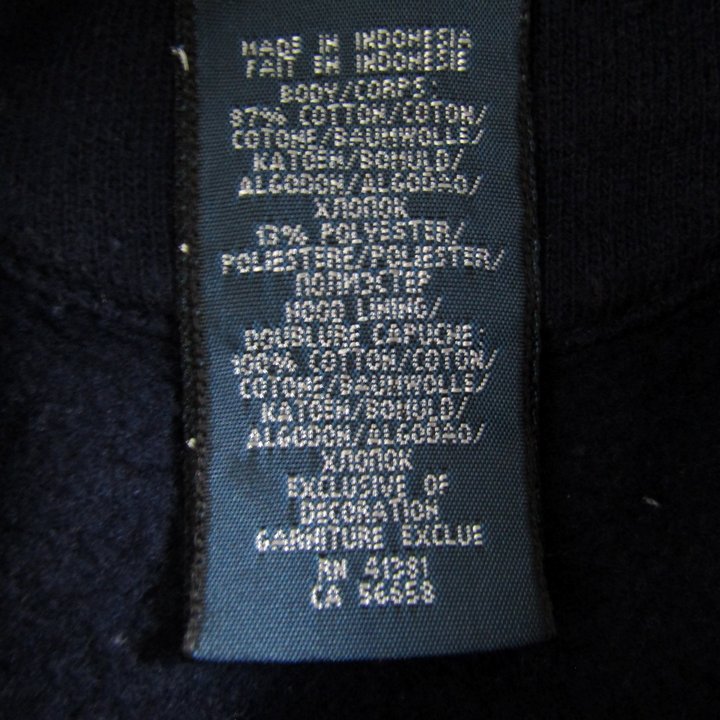 MADE IN INDONESIA
FAIT EN INDONESIE
BODY/CORPS:
87% COTTON/COTON/
COTONE/BAUMWOLLE/
KATOEN/BOMULD/
ALGODON/ALGODAO/
ХЛОПОК
13% POLYESTER/
POLIESTERE/POLIESTER/
ПОЛИЭСТЕР
HOOD LINING/
DOUBLURE CAPUCHE:
100% COTTON/COTON/
COTONE/BAUMWOLLE/
KATOEN/BOMULD/
ALGODON/ALGODAO/
ХЛОПОК
EXCLUSIVE OF
DECORATION
GARNITURE EXCLUE
RN 41381
CA 56658